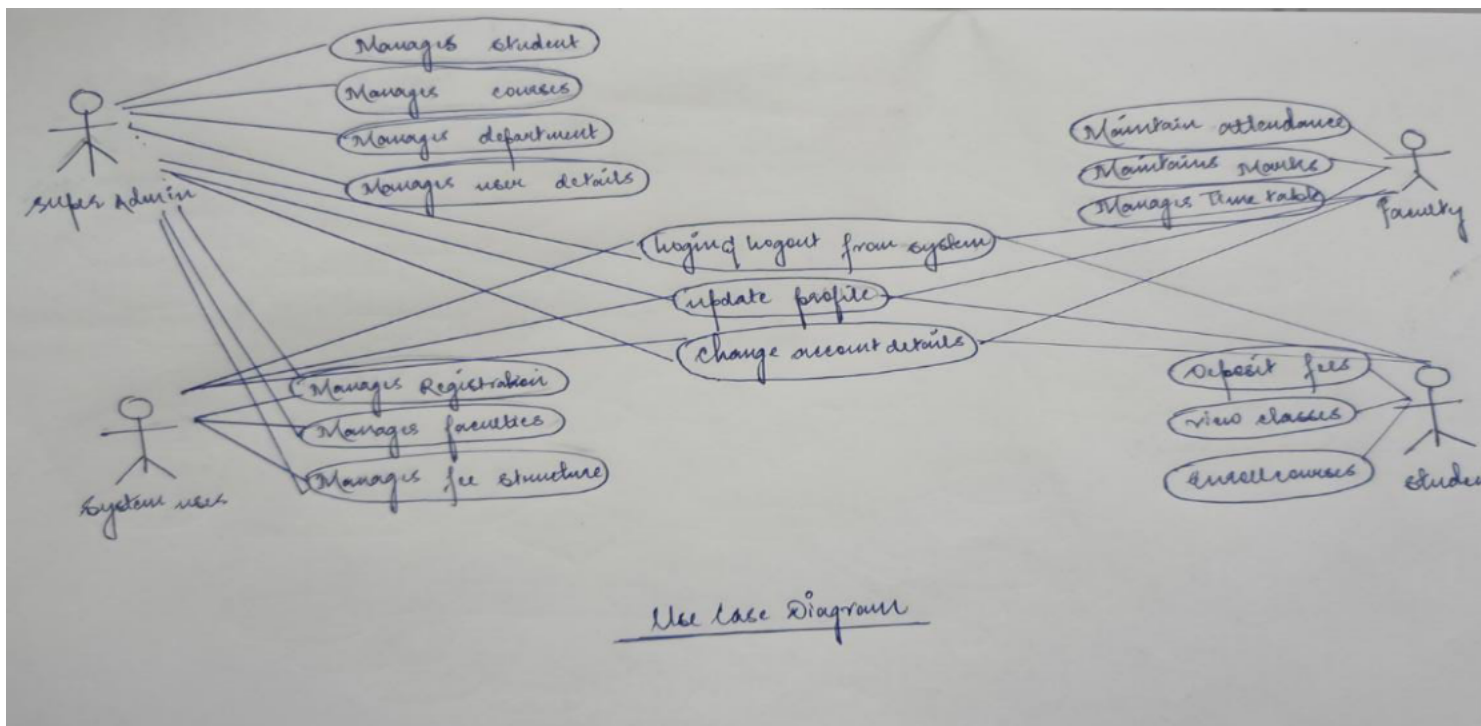 Manages student
Manages courses
Manages department
Manages user details
Super Admin
Maintain attendance
Maintains Marks
Manages Time table
faculty
Login & Logout from system
update profile
change account details
Manages Registration
Manages faculties
Manages fee structure
System user
Deposit fees
view classes
Enroll courses
Studen
Use Case Diagram